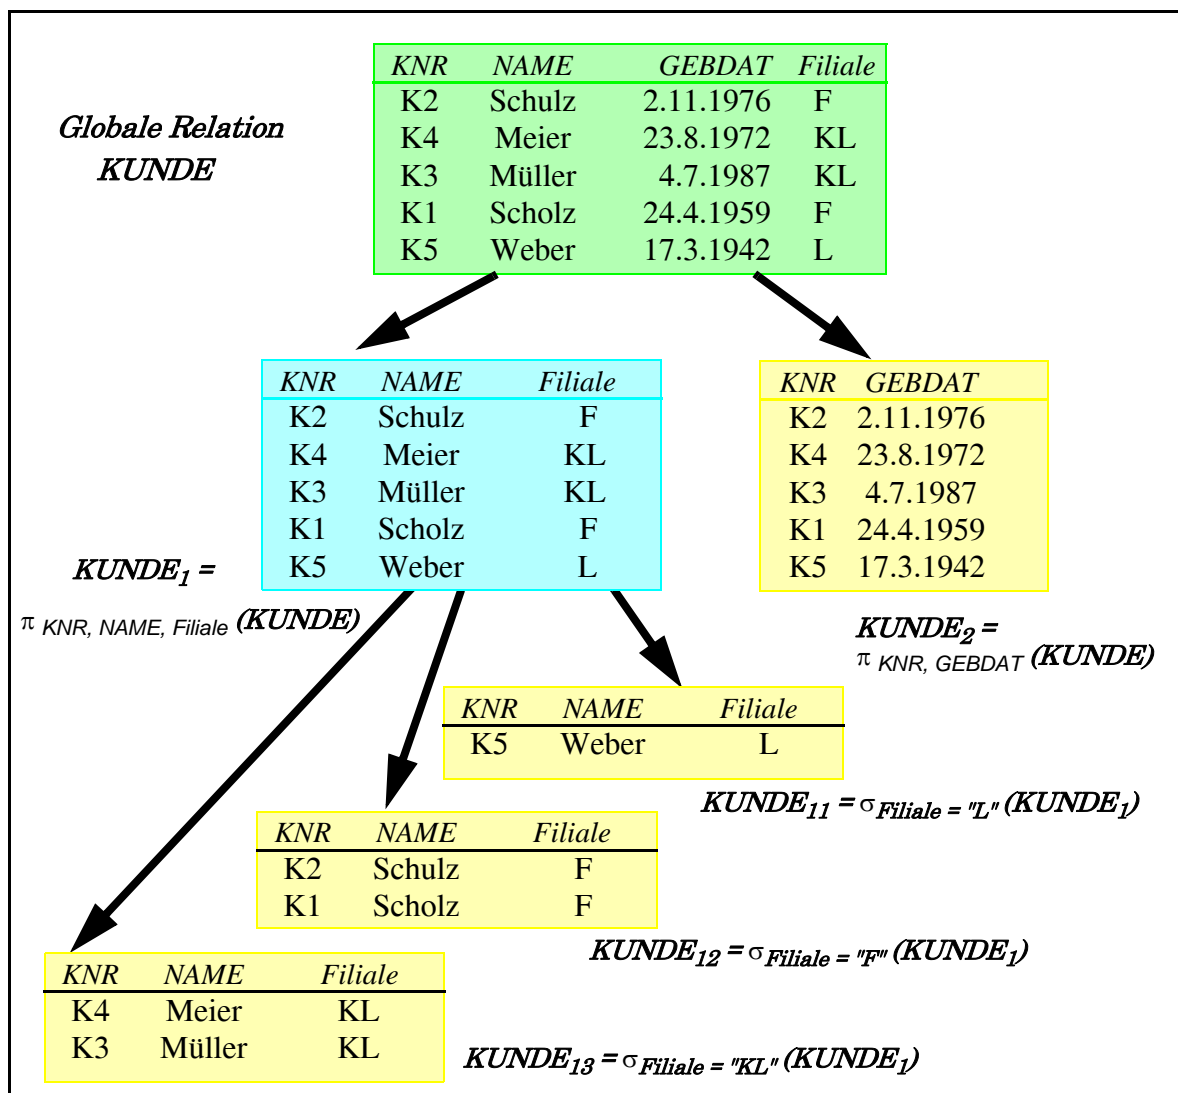 Globale Relation
KUNDE
KNR NAME GEBDAT Filiale
K2 Schulz 2.11.1976 F
K4 Meier 23.8.1972 KL
K3 Müller 4.7.1987 KL
K1 Scholz 24.4.1959 F
K5 Weber 17.3.1942 L
KNR NAME Filiale
K2 Schulz F
K4 Meier KL
K3 Müller KL
K1 Scholz F
K5 Weber L
KUNDE1 =
π KNR, NAME, Filiale (KUNDE)
KNR GEBDAT
K2 2.11.1976
K4 23.8.1972
K3 4.7.1987
K1 24.4.1959
K5 17.3.1942
KUNDE2 =
π KNR, GEBDAT (KUNDE)
KNR NAME Filiale
K5 Weber L
KUNDE11 = σFiliale = "L" (KUNDE1)
KNR NAME Filiale
K2 Schulz F
K1 Scholz F
KUNDE12 = σFiliale = "F" (KUNDE1)
KNR NAME Filiale
K4 Meier KL
K3 Müller KL
KUNDE13 = σFiliale = "KL" (KUNDE1)